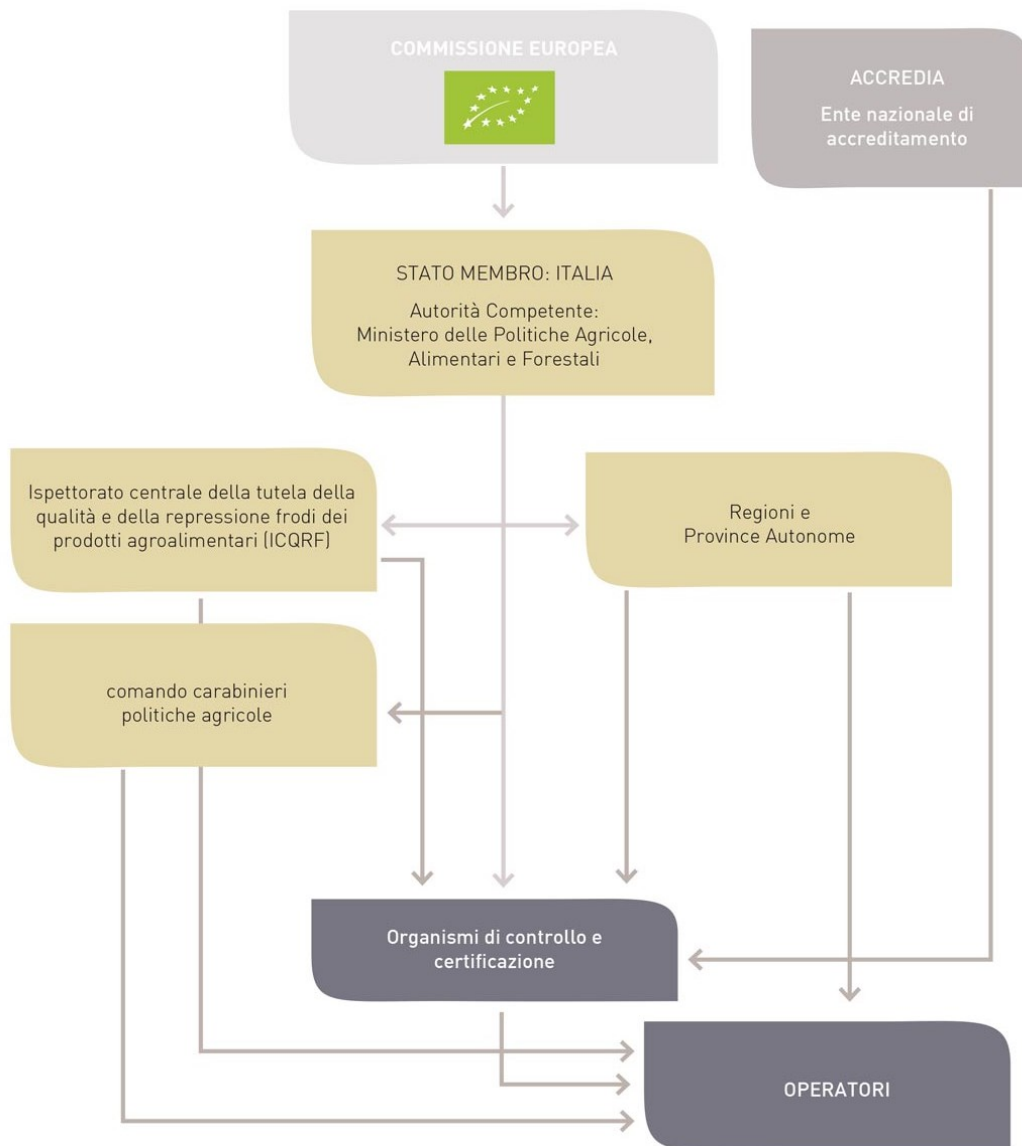 COMMISSIONE EUROPEA
ACCREDIA
Ente nazionale di
accreditamento
STATO MEMBRO: ITALIA
Autorità Competente:
Ministero delle Politiche Agricole,
Alimentari e Forestali
Ispettorato centrale della tutela della
qualità e della repressione frodi dei
prodotti agroalimentari (ICQRF)
Regioni e
Province Autonome
comando carabinieri
politiche agricole
Organismi di controllo e
certificazione
OPERATORI